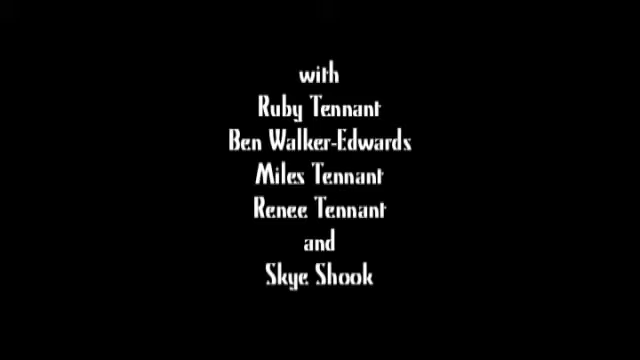 with
Ruby Tennant
Ben Walker-Edwards
Miles Tennant
Renee Tennant
and
Skye Shook